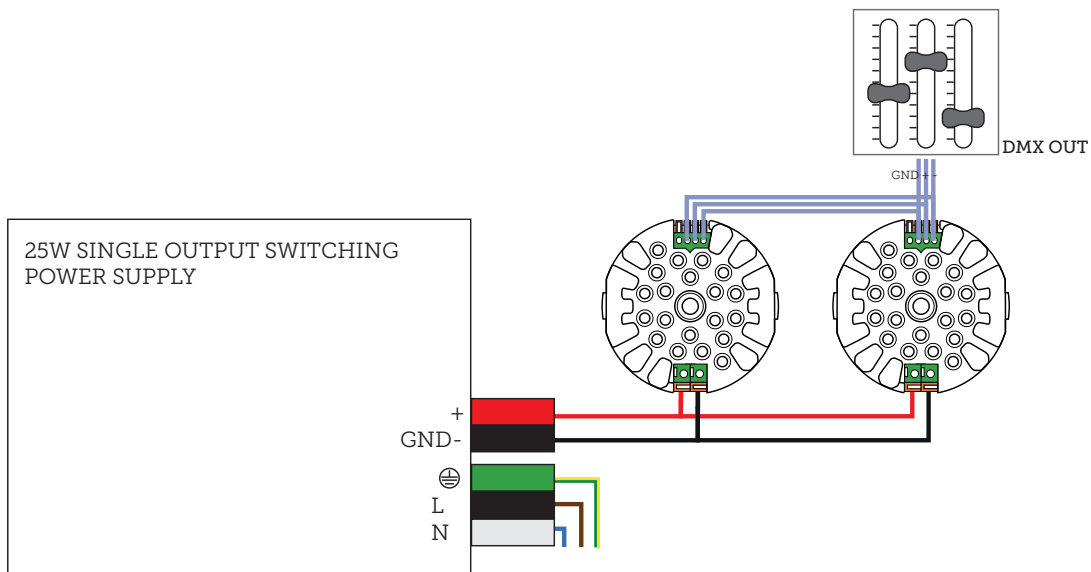 DMX OUT
GND + -
25W SINGLE OUTPUT SWITCHING
POWER SUPPLY
+
GND-
L
N